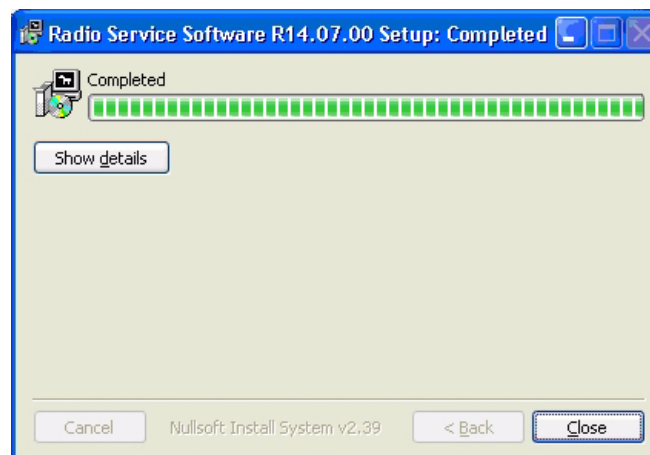 Radio Service Software R14.07.00 Setup: Completed
Completed
Show details
Cancel
Nullsoft Install System v2.39
< Back
Close